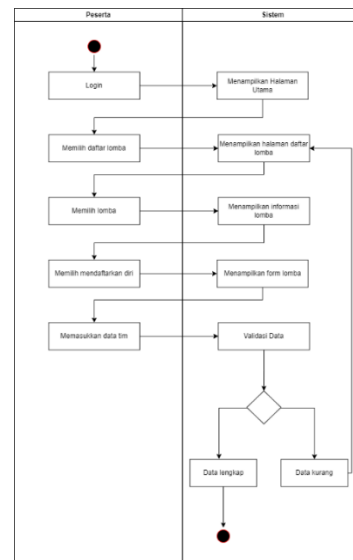 Peserta
Sistem
Login
Menampilkan Halaman
Utama
Memilih daftar lomba
Menampilkan halaman daftar
lomba
Memilih lomba
Menampilkan informasi
lomba
Memilih mendaftarkan diri
Menampilkan form lomba
Memasukkan data tim
Validasi Data
Data lengkap
Data kurang